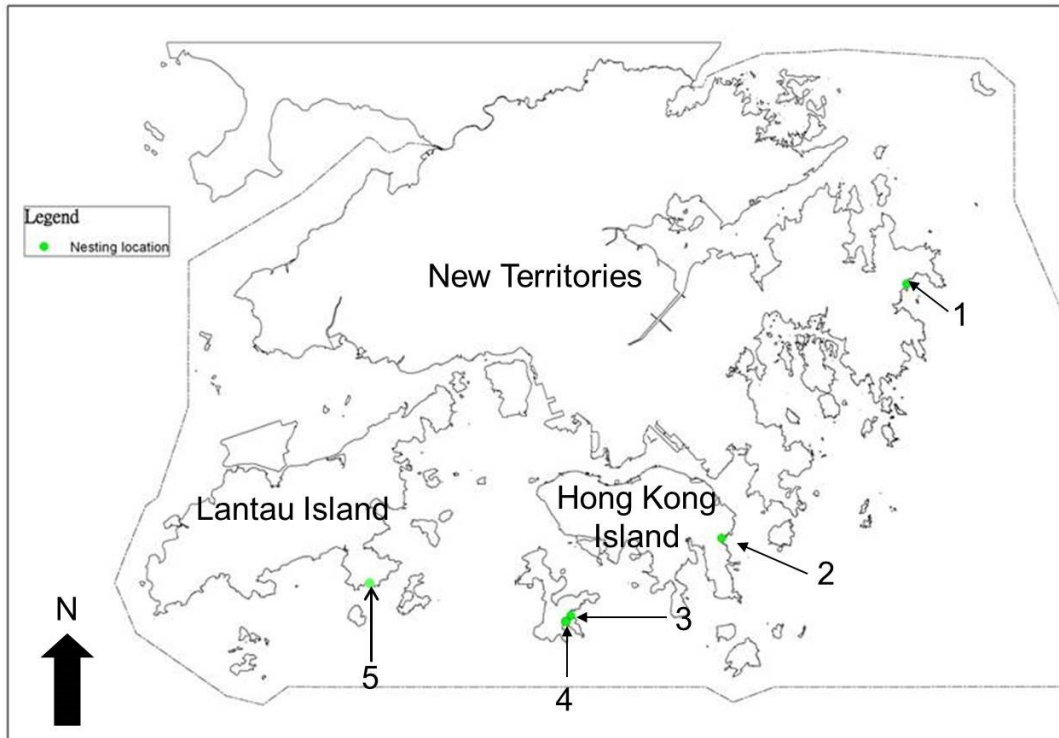 Legend
Nesting location
New Territories
1
Lantau Island
Hong Kong
Island
2
N
3
5
4